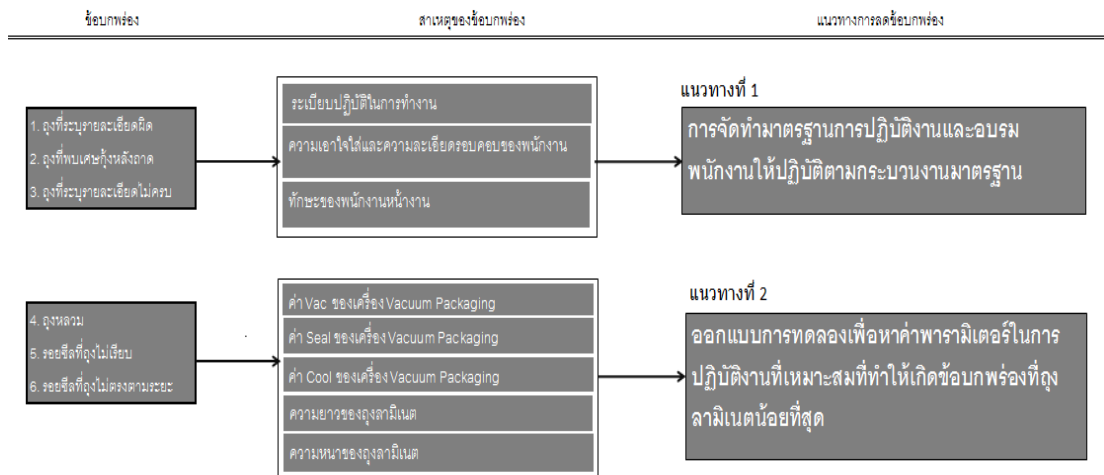 ข้อบกพร่อง
สาเหตุของข้อบกพร่อง
แนวทางการลดข้อบกพร่อง
1. ถุงที่ระบุรายละเอียดผิด
2. ถุงที่พบเศษกุ้งหลังถาด
3. ถุงที่ระบุรายละเอียดไม่ครบ
ระเบียบปฏิบัติในการทำงาน
ความเอาใจใส่และความละเอียดรอบคอบของพนักงาน
ทักษะของพนักงานหน้างาน
แนวทางที่ 1
การจัดทำมาตรฐานการปฏิบัติงานและอบรม
พนักงานให้ปฏิบัติตามกระบวนงานมาตรฐาน
4. ถุงหลวม
5. รอยซีลที่ถุงไม่เรียบ
6. รอยซีลที่ถุงไม่ตรงตามระยะ
ค่า Vac ของเครื่อง Vacuum Packaging
ค่า Seal ของเครื่อง Vacuum Packaging
ค่า Cool ของเครื่อง Vacuum Packaging
ความยาวของถุงลามิเนต
ความหนาของถุงลามิเนต
แนวทางที่ 2
ออกแบบการทดลองเพื่อหาค่าพารามิเตอร์ในการ
ปฏิบัติงานที่เหมาะสมที่ทำให้เกิดข้อบกพร่องที่ถุง
ลามิเนตน้อยที่สุด